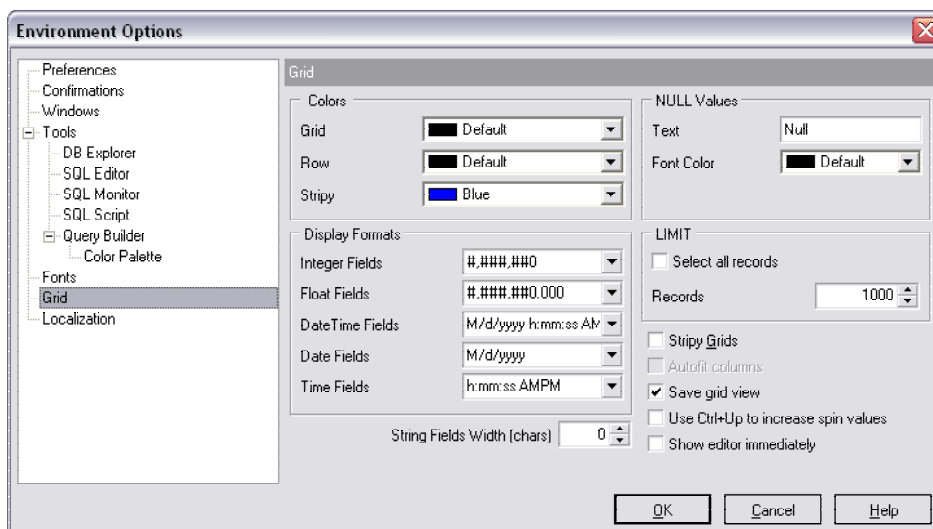 Environment Options
Preferences
Confirmations
Windows
Tools
DB Explorer
SQL Editor
SQL Monitor
SQL Script
Query Builder
Color Palette
Fonts
Grid
Localization
Grid
Colors
Grid Default
Row Default
Stripy Blue
NULL Values
Text Null
Font Color Default
Display Formats
Integer Fields #,###,##0
Float Fields #,###,##0.000
DateTime Fields M/d/yyyy h:mm:ss AM
Date Fields M/d/yyyy
Time Fields h:mm:ss AMPM
String Fields Width (chars) 0
LIMIT
Select all records
Records 1000
Stripy Grids
Autofit columns
Save grid view
Use Ctrl+Up to increase spin values
Show editor immediately
OK Cancel Help